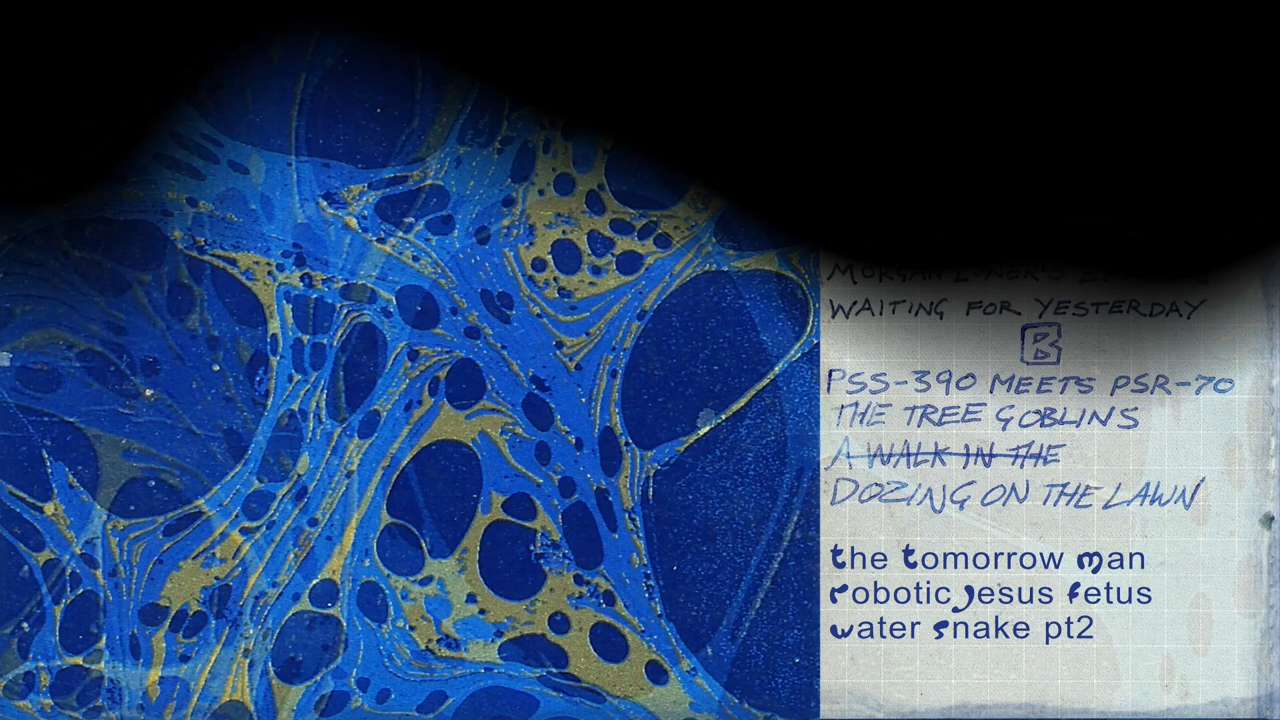 MORGAN
WAITING FOR YESTERDAY
B
PSS-390 MEETS PSR-70
THE TREE GOBLINS
A WALK IN THE
DOZING ON THE LAWN
the tomorrow man
robotic jesus fetus
water snake pt2